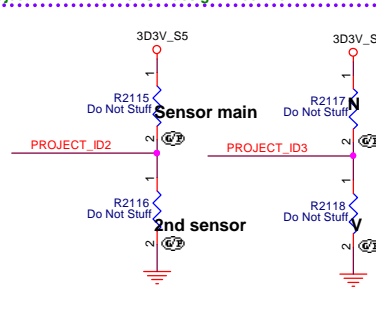 3D3V_S5
3D3V_S
1
1
R2115
Do Not Stuff
Sensor main
R2117
Do Not Stuff
N
2
2
PROJECT_ID2
PROJECT_ID3
1
1
R2116
Do Not Stuff
2nd sensor
R2118
Do Not Stuff
V
2
2